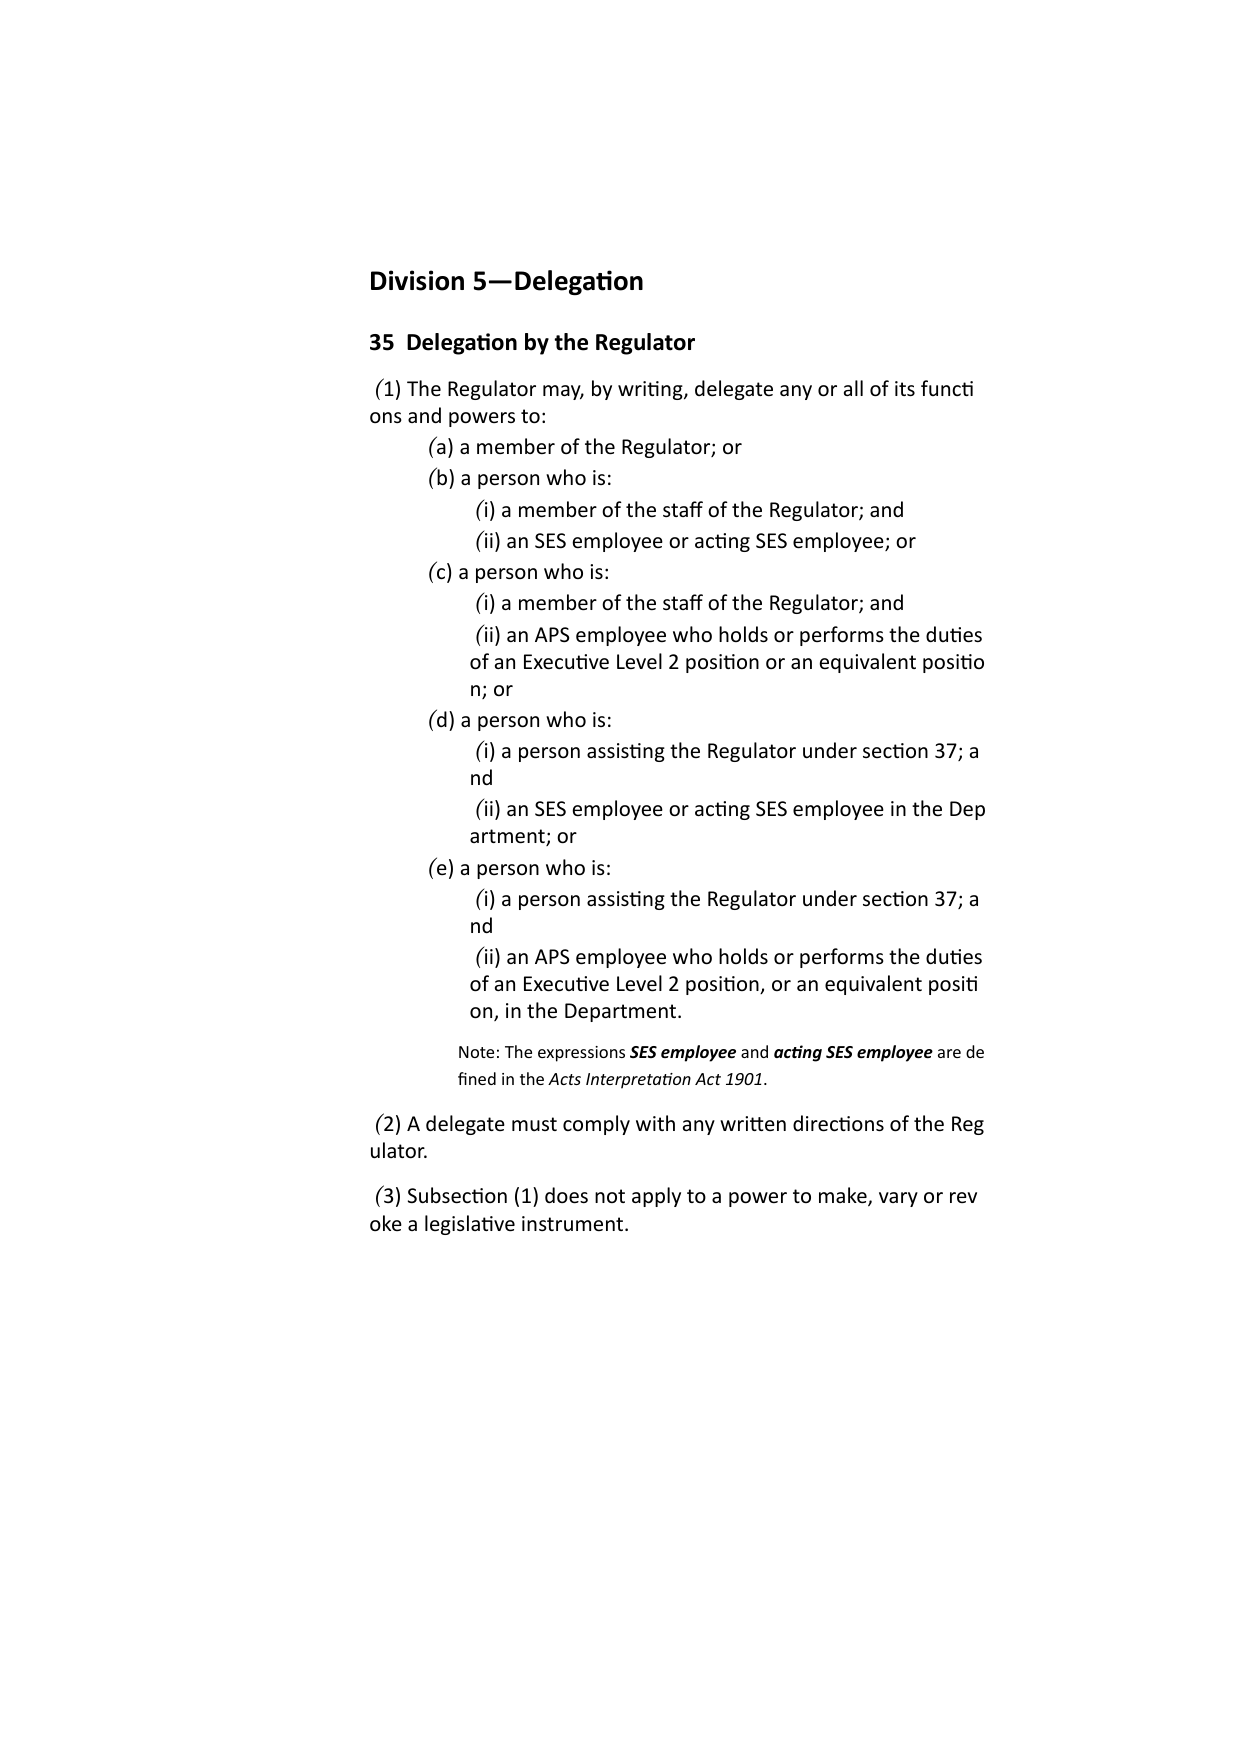 Division 5—Delegation
35  Delegation by the Regulator
(1) The Regulator may, by writing, delegate any or all of its functi
ons and powers to:
(a) a member of the Regulator; or
(b) a person who is:
(i) a member of the staff of the Regulator; and
(ii) an SES employee or acting SES employee; or
(c) a person who is:
(i) a member of the staff of the Regulator; and
(ii) an APS employee who holds or performs the duties
of an Executive Level 2 position or an equivalent positio
n; or
(d) a person who is:
(i) a person assisting the Regulator under section 37; a
nd
(ii) an SES employee or acting SES employee in the Dep
artment; or
(e) a person who is:
(i) a person assisting the Regulator under section 37; a
nd
(ii) an APS employee who holds or performs the duties
of an Executive Level 2 position, or an equivalent positi
on, in the Department.
Note: The expressions SES employee and acting SES employee are de
fined in the Acts Interpretation Act 1901.
(2) A delegate must comply with any written directions of the Reg
ulator.
(3) Subsection (1) does not apply to a power to make, vary or rev
oke a legislative instrument.